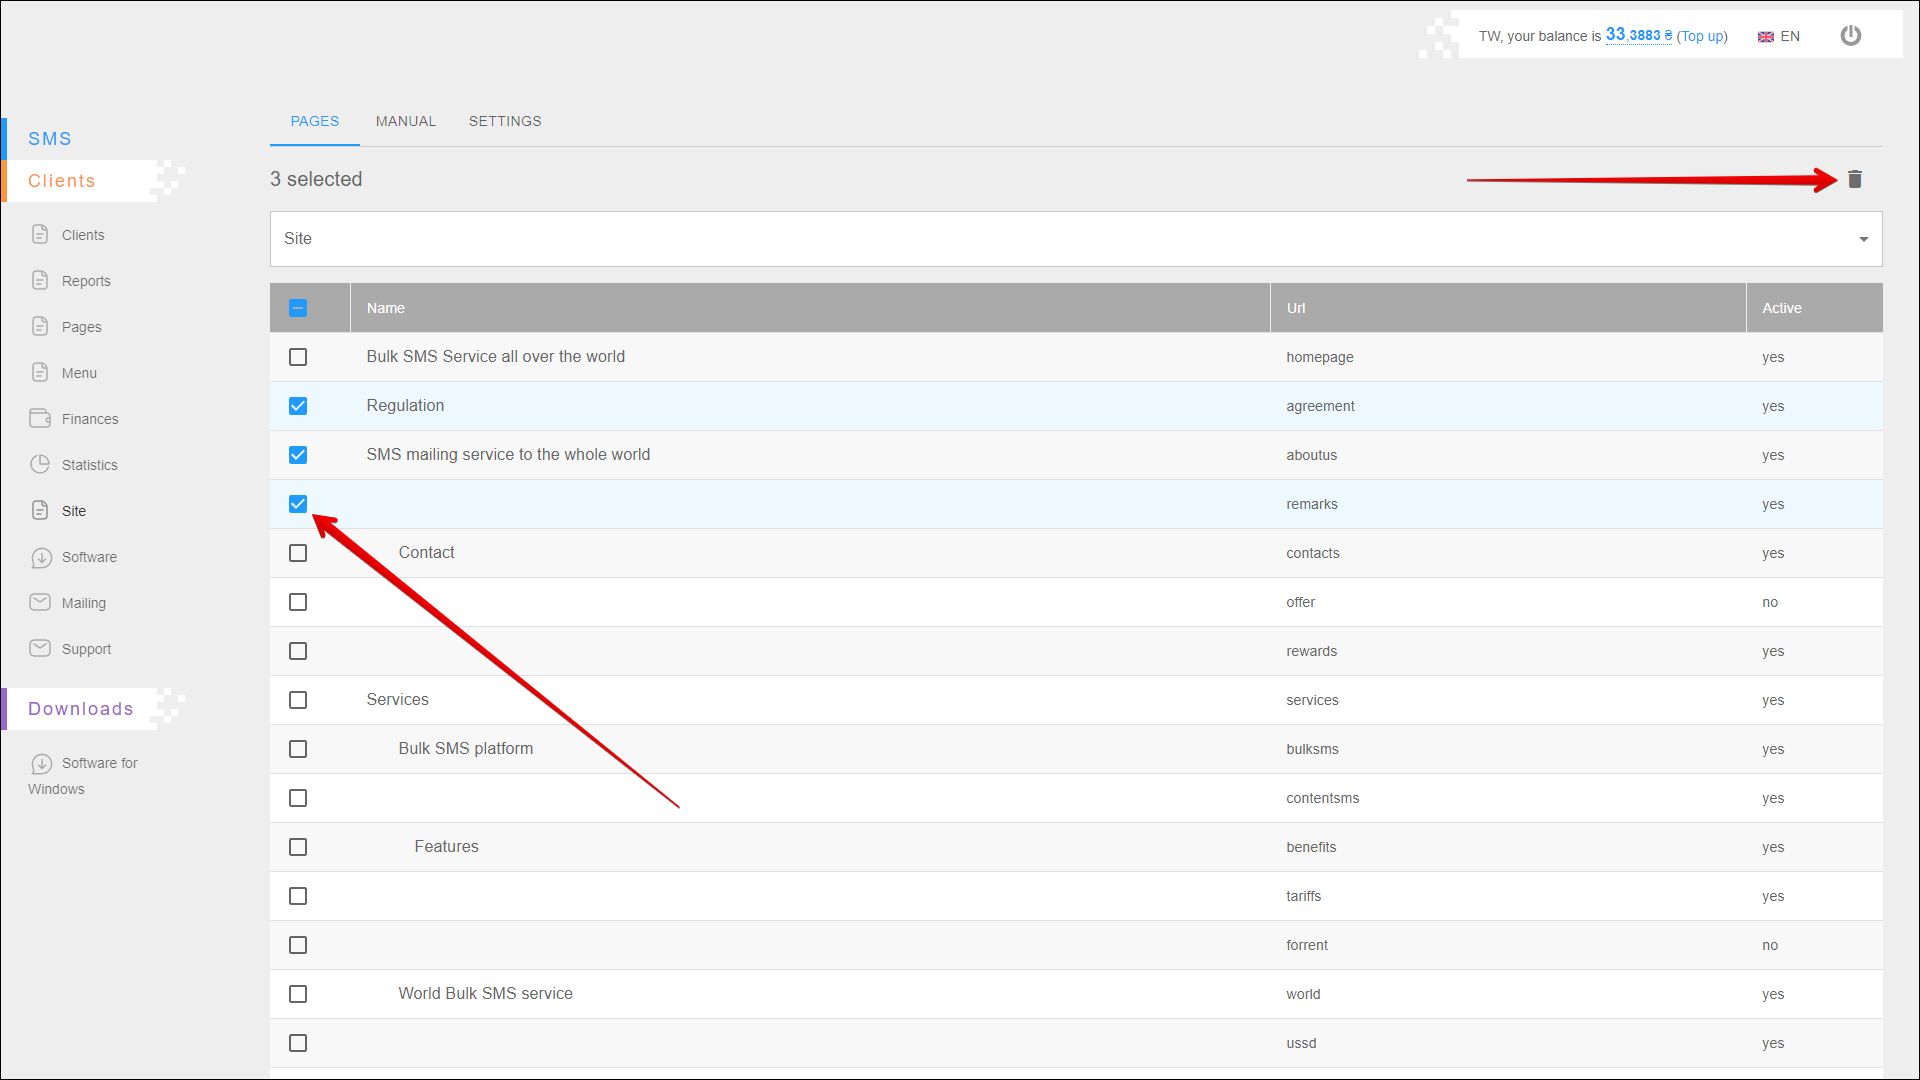 TW, your balance is 33,3883 ₴ (Top up) EN
PAGES MANUAL SETTINGS
SMS
Clients
3 selected
Clients
Reports
Pages
Menu
Finances
Statistics
Site
Software
Mailing
Support
Downloads
Software for
Windows
Site
Name Url Active
Bulk SMS Service all over the world homepage yes
Regulation agreement yes
SMS mailing service to the whole world aboutus yes
remarks yes
Contact contacts yes
offer no
rewards yes
Services services yes
Bulk SMS platform bulksms yes
contentsms yes
Features benefits yes
tariffs yes
forrent no
World Bulk SMS service world yes
ussd yes